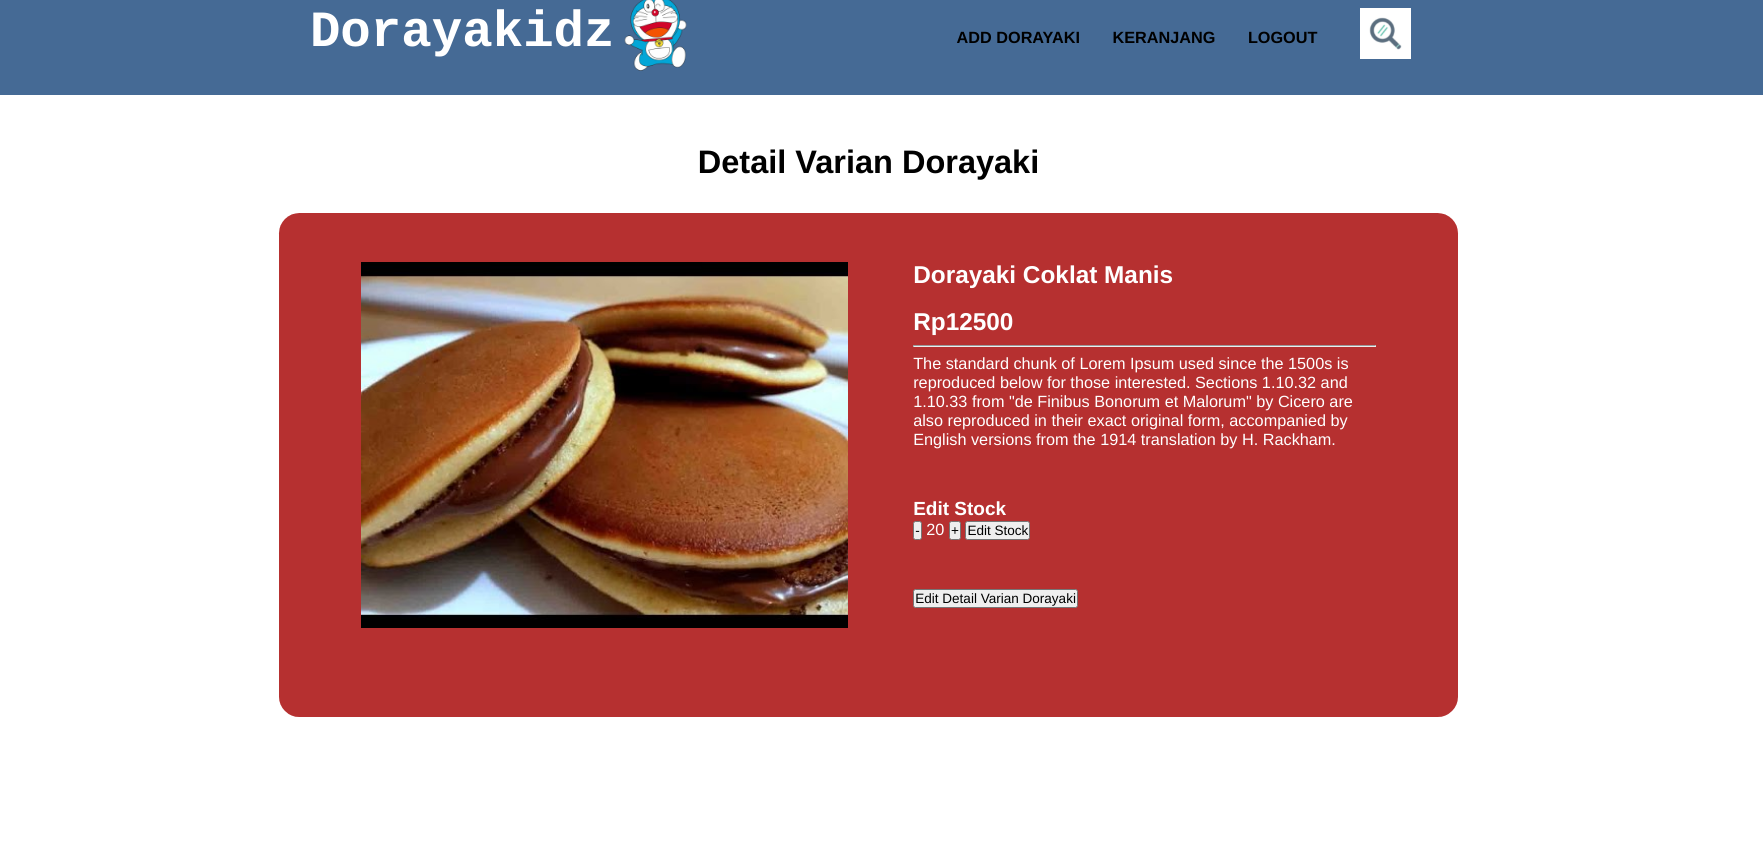 Dorayakidz
ADD DORAYAKI KERANJANG LOGOUT
Detail Varian Dorayaki
Dorayaki Coklat Manis
Rp12500
The standard chunk of Lorem Ipsum used since the 1500s is
reproduced below for those interested. Sections 1.10.32 and
1.10.33 from "de Finibus Bonorum et Malorum" by Cicero are
also reproduced in their exact original form, accompanied by
English versions from the 1914 translation by H. Rackham.
Edit Stock
- 20 + Edit Stock
Edit Detail Varian Dorayaki